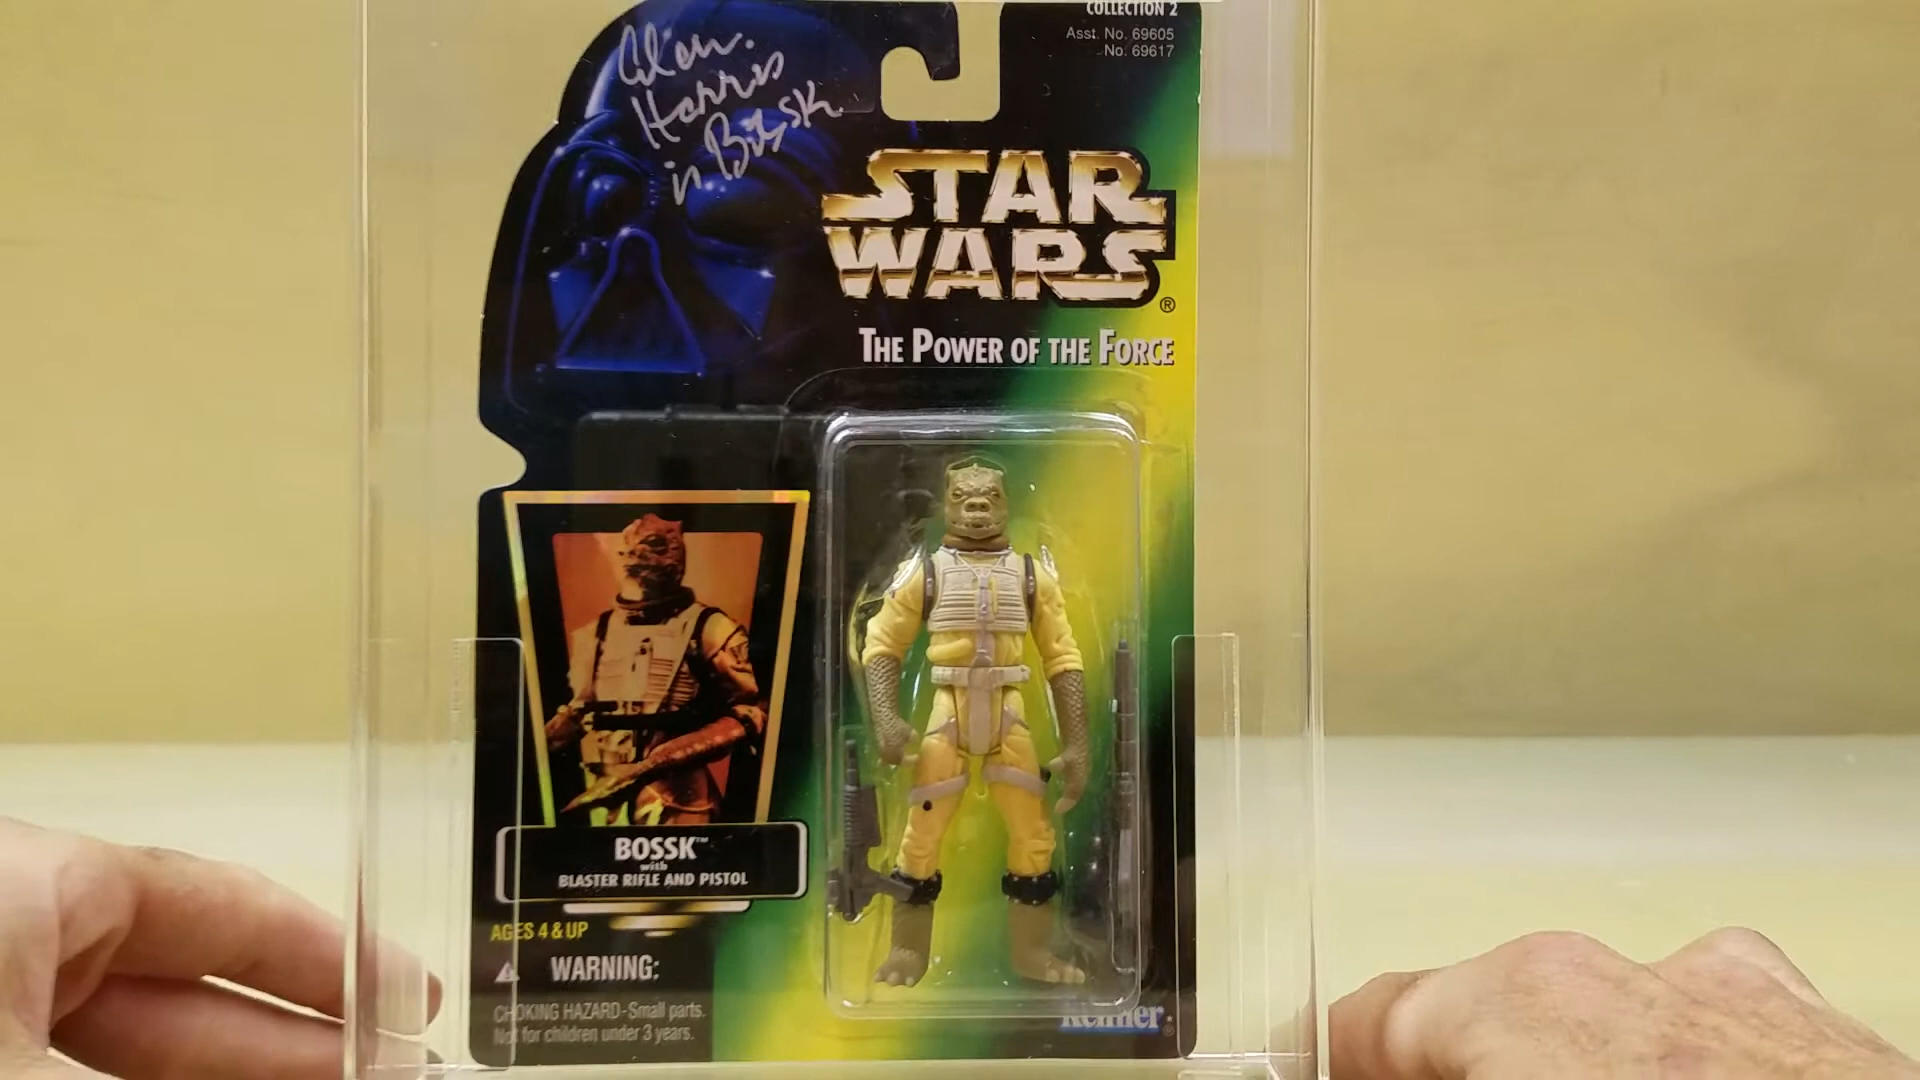 COLLECTION 2
Asst. No. 69605
No. 69617
Alan.
Harris
is Bossk
STAR
WARS®
THE POWER OF THE FORCE
BOSSK™
with
BLASTER RIFLE AND PISTOL
AGES 4 & UP
WARNING:
CHOKING HAZARD-Small parts.
Not for children under 3 years.
Kenner®